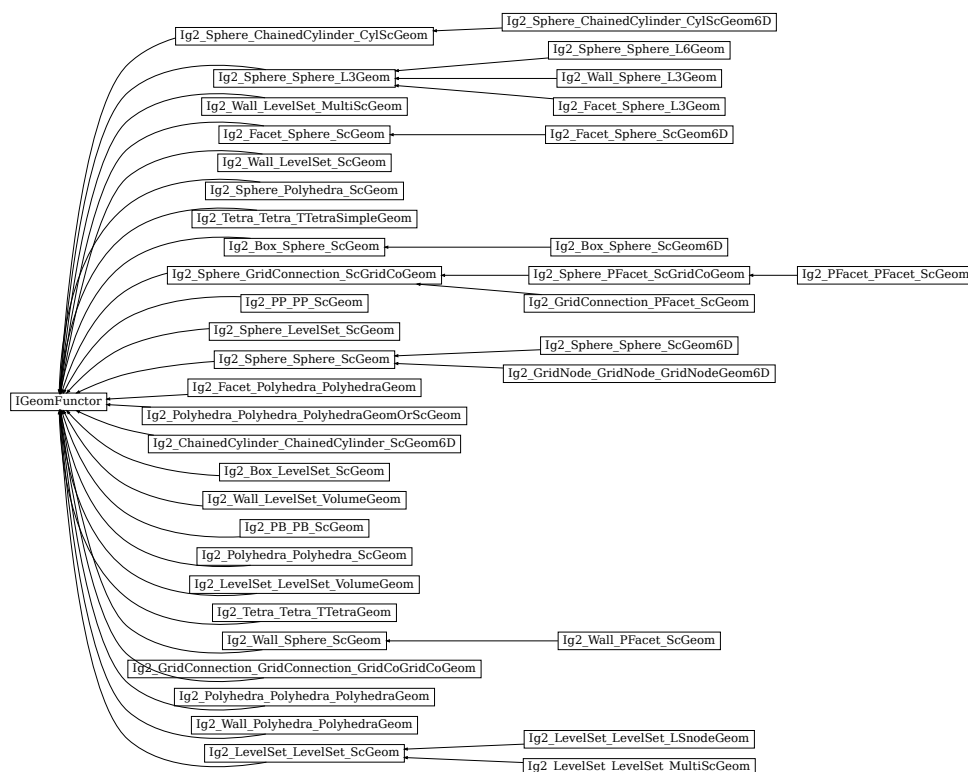 Ig2_Sphere_ChainedCylinder_CylScGeom6D
Ig2_Sphere_ChainedCylinder_CylScGeom
Ig2_Sphere_Sphere_L6Geom
Ig2_Sphere_Sphere_L3Geom
Ig2_Wall_Sphere_L3Geom
Ig2_Wall_LevelSet_MultiScGeom
Ig2_Facet_Sphere_L3Geom
Ig2_Facet_Sphere_ScGeom
Ig2_Facet_Sphere_ScGeom6D
Ig2_Wall_LevelSet_ScGeom
Ig2_Sphere_Polyhedra_ScGeom
Ig2_Tetra_Tetra_TTetraSimpleGeom
Ig2_Box_Sphere_ScGeom
Ig2_Box_Sphere_ScGeom6D
Ig2_Sphere_GridConnection_ScGridCoGeom
Ig2_Sphere_PFacet_ScGridCoGeom
Ig2_PFacet_PFacet_ScGeom
Ig2_PP_PP_ScGeom
Ig2_GridConnection_PFacet_ScGeom
Ig2_Sphere_LevelSet_ScGeom
Ig2_Sphere_Sphere_ScGeom6D
Ig2_Sphere_Sphere_ScGeom
Ig2_GridNode_GridNode_GridNodeGeom6D
Ig2_Facet_Polyhedra_PolyhedraGeom
IGeomFunctor
Ig2_Polyhedra_Polyhedra_PolyhedraGeomOrScGeom
Ig2_ChainedCylinder_ChainedCylinder_ScGeom6D
Ig2_Box_LevelSet_ScGeom
Ig2_Wall_LevelSet_VolumeGeom
Ig2_PB_PB_ScGeom
Ig2_Polyhedra_Polyhedra_ScGeom
Ig2_LevelSet_LevelSet_VolumeGeom
Ig2_Tetra_Tetra_TTetraGeom
Ig2_Wall_Sphere_ScGeom
Ig2_Wall_PFacet_ScGeom
Ig2_GridConnection_GridConnection_GridCoGridCoGeom
Ig2_Polyhedra_Polyhedra_PolyhedraGeom
Ig2_Wall_Polyhedra_PolyhedraGeom
Ig2_LevelSet_LevelSet_LSnodeGeom
Ig2_LevelSet_LevelSet_ScGeom
Ig2_LevelSet_LevelSet_MultiScGeom